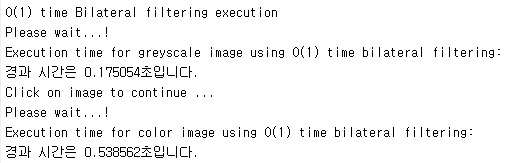 O(1) time Bilateral filtering execution
Please wait...!
Execution time for greyscale image using O(1) time bilateral filtering:
경과 시간은 0.175054초입니다.
Click on image to continue ...
Please wait...!
Execution time for color image using O(1) time bilateral filtering:
경과 시간은 0.538562초입니다.